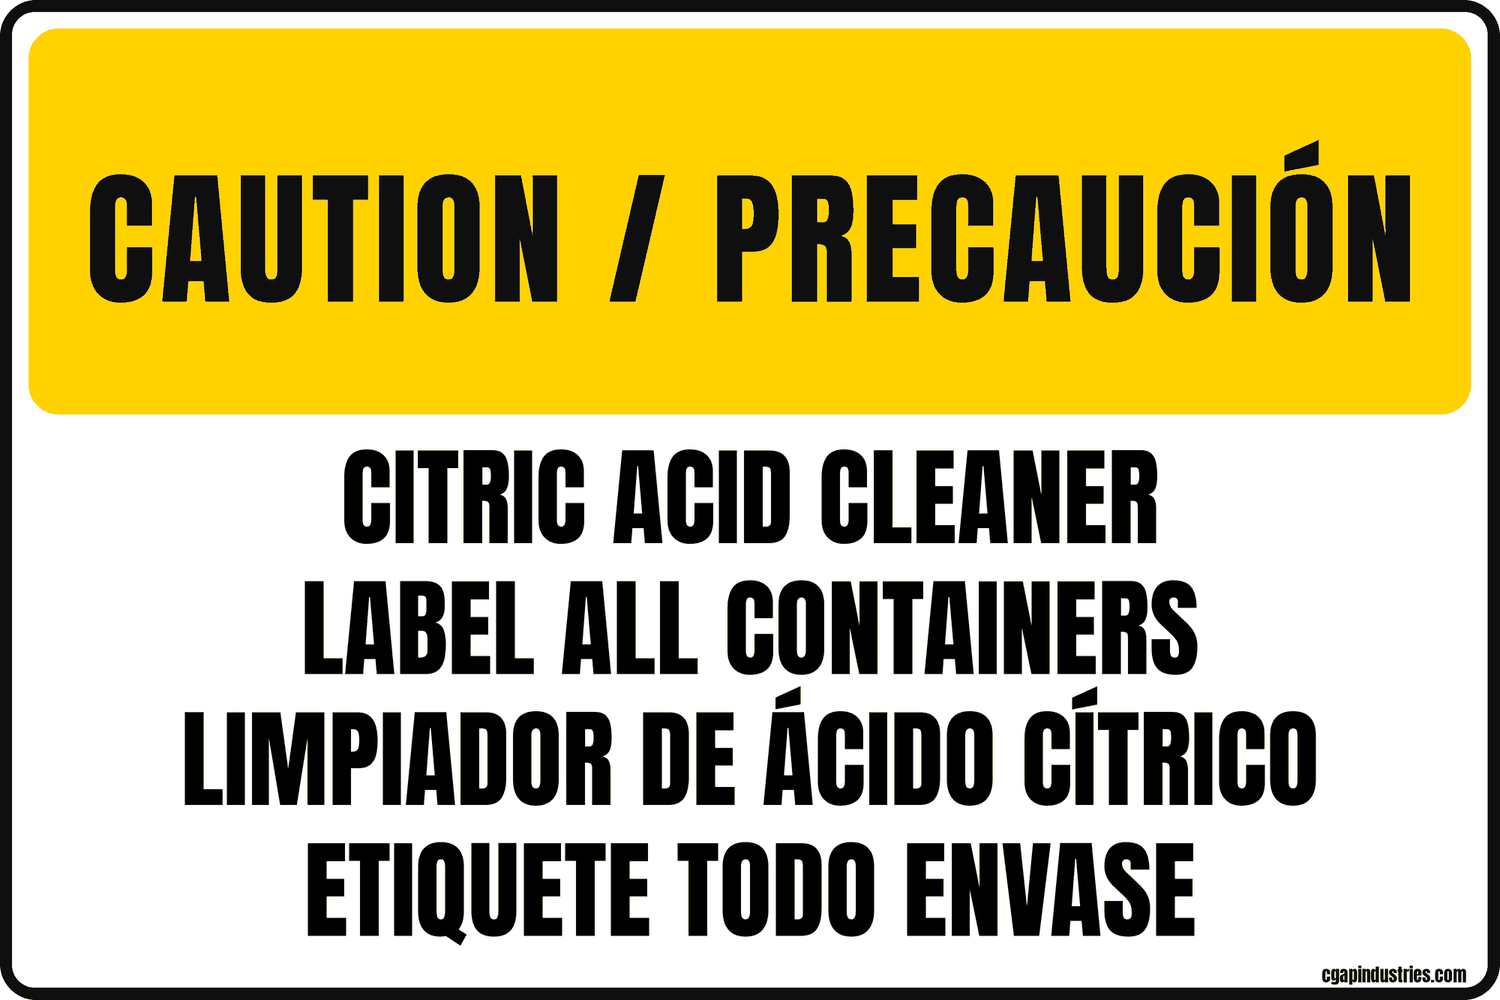 CAUTION / PRECAUCIÓN
CITRIC ACID CLEANER
LABEL ALL CONTAINERS
LIMPIADOR DE ÁCIDO CÍTRICO
ETIQUETE TODO ENVASE
cgapindustries.com